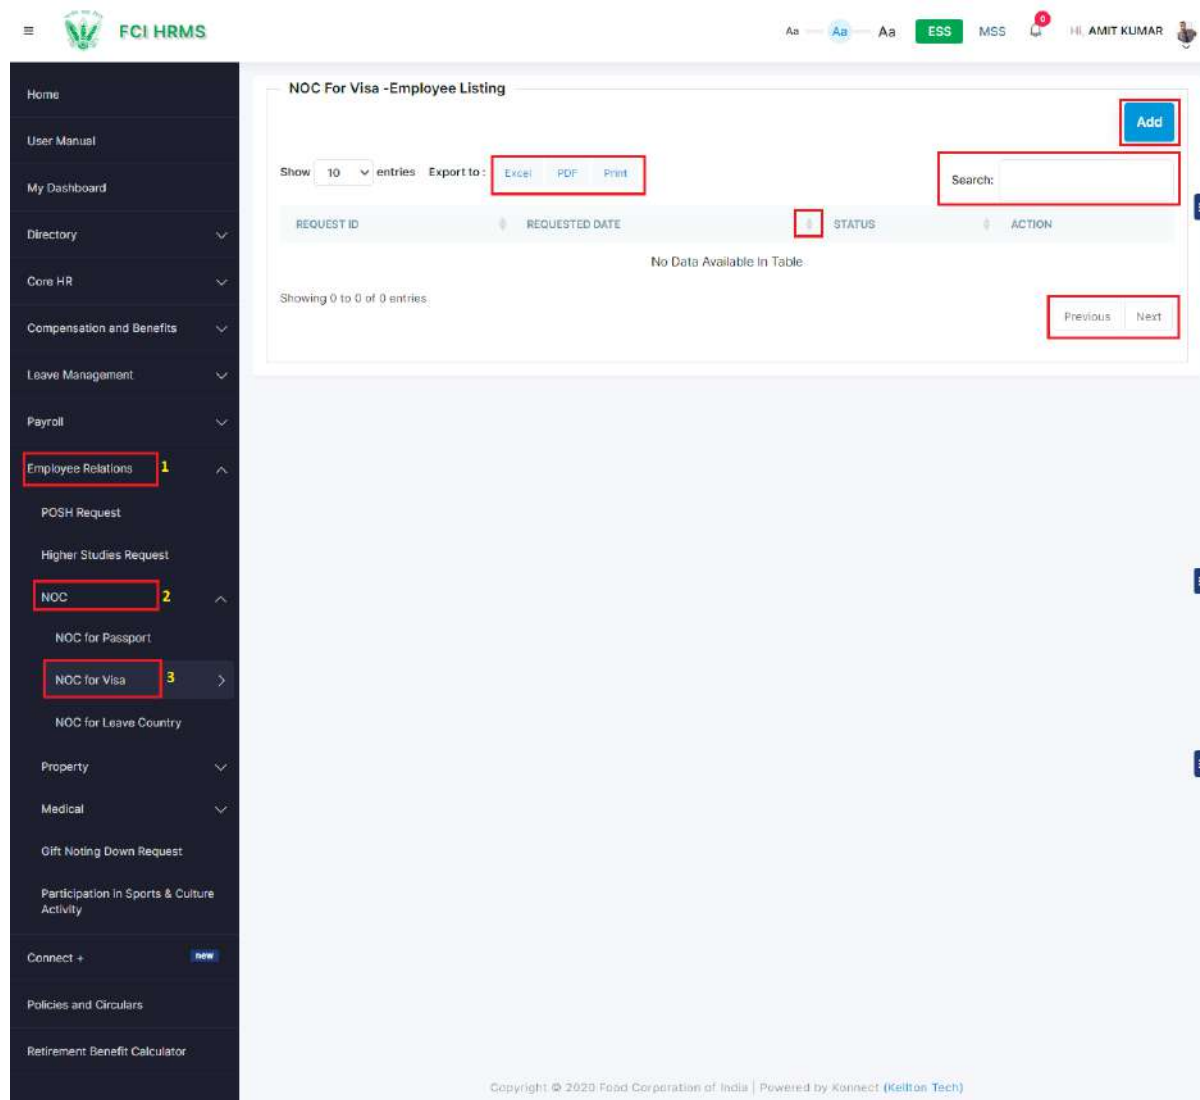 FCI HRMS
Aa Aa Aa ESS MSS 0 Hi, AMIT KUMAR
Home
User Manual
My Dashboard
Directory
Core HR
Compensation and Benefits
Leave Management
Payroll
Employee Relations 1
POSH Request
Higher Studies Request
NOC 2
NOC for Passport
NOC for Visa 3
NOC for Leave Country
Property
Medical
Gift Noting Down Request
Participation in Sports & Culture
Activity
Connect + new
Policies and Circulars
Retirement Benefit Calculator
NOC For Visa -Employee Listing
Add
Show 10 entries Export to : Excel PDF Print Search:
REQUEST ID REQUESTED DATE STATUS ACTION
No Data Available In Table
Showing 0 to 0 of 0 entries
Previous Next
Copyright © 2020 Food Corporation of India | Powered by Konnect (Kellton Tech)